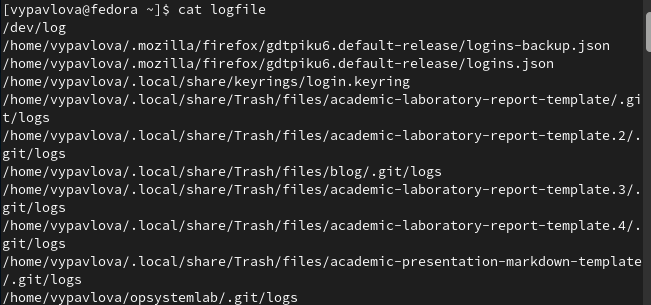 [vypavlova@fedora ~]$ cat logfile
/dev/log
/home/vypavlova/.mozilla/firefox/gdtpiku6.default-release/logins-backup.json
/home/vypavlova/.mozilla/firefox/gdtpiku6.default-release/logins.json
/home/vypavlova/.local/share/keyrings/login.keyring
/home/vypavlova/.local/share/Trash/files/academic-laboratory-report-template/.gi
t/logs
/home/vypavlova/.local/share/Trash/files/academic-laboratory-report-template.2/.
git/logs
/home/vypavlova/.local/share/Trash/files/blog/.git/logs
/home/vypavlova/.local/share/Trash/files/academic-laboratory-report-template.3/.
git/logs
/home/vypavlova/.local/share/Trash/files/academic-laboratory-report-template.4/.
git/logs
/home/vypavlova/.local/share/Trash/files/academic-presentation-markdown-template
/.git/logs
/home/vypavlova/opsystemlab/.git/logs